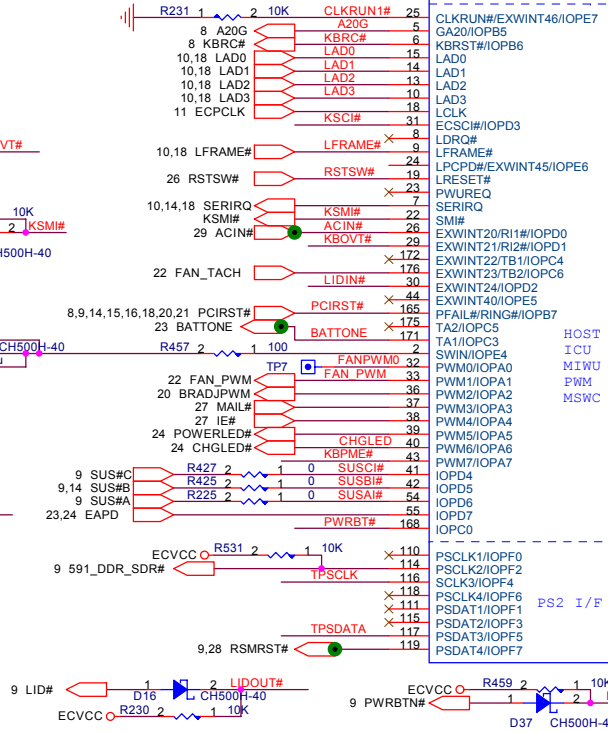 R231 1 2 10K CLKRUN1# 25 CLKRUN#/EXWINT46/IOPE7
8 A20G A20G 5 GA20/IOPB5
8 KBRC# KBRC# 6 KBRST#/IOPB6
10,18 LAD0 LAD0 15 LAD0
10,18 LAD1 LAD1 14 LAD1
10,18 LAD2 LAD2 13 LAD2
10,18 LAD3 LAD3 10 LAD3
11 ECPCLK 18 LCLK
KSCI# 31 ECSCI#/IOPD3
8 LDRQ#
VT# 10,18 LFRAME# LFRAME# 9 LFRAME#
24 LPCPD#/EXWINT45/IOPE6
26 RSTSW# RSTSW# 19 LRESET#
23 PWUREQ
10,14,18 SERIRQ 7 SERIRQ
10K KSMI# KSMI# 22 SMI#
2 KSMI# 29 ACIN# ACIN# 26 EXWINT20/RI1#/IOPD0
H500H-40 KBOVT# 29 EXWINT21/RI2#/IOPD1
172 EXWINT22/TB1/IOPC4
22 FAN_TACH 176 EXWINT23/TB2/IOPC6
LIDIN# 30 EXWINT24/IOPD2
44 EXWINT40/IOPE5
8,9,14,15,16,18,20,21 PCIRST# PCIRST# 165 PFAIL#/RING#/IOPB7
23 BATTONE 175 TA2/IOPC5
BATTONE 171 TA1/IOPC3
HOST
CH500H-40 R457 2 1 100 2 SWIN/IOPE4
ICU
TP7 FANPWM0 32 PWM0/IOPA0
MIWU
22 FAN_PWM FAN_PWM 33 PWM1/IOPA1
PWM
20 BRADJPWM 36 PWM2/IOPA2
MSWC
27 MAIL# 37 PWM3/IOPA3
27 IE# 38 PWM4/IOPA4
24 POWERLED# 39 PWM5/IOPA5
24 CHGLED# CHGLED 40 PWM6/IOPA6
KBPME# 43 PWM7/IOPA7
9 SUS#C R427 2 1 0 SUSCI# 41 IOPD4
9,14 SUS#B R425 2 1 0 SUSBI# 42 IOPD5
9 SUS#A R225 2 1 0 SUSAI# 54 IOPD6
23,24 EAPD 55 IOPD7
PWRBT# 168 IOPC0
ECVCC R531 2 1 10K 110 PSCLK1/IOPF0
9 591_DDR_SDR# 114 PSCLK2/IOPF2
TPSCLK 116 SCLK3/IOPF4
118 PSCLK4/IOPF6
PS2 I/F
111 PSDAT1/IOPF1
115 PSDAT2/IOPF3
TPSDATA 117 PSDAT3/IOPF5
9,28 RSMRST# 119 PSDAT4/IOPF7
9 LID# 1 D16 2 CH500H-40 LIDOUT#
ECVCC R230 2 1 10K
ECVCC R459 2 1 10K
9 PWRBTN# 1 2
D37 CH500H-4